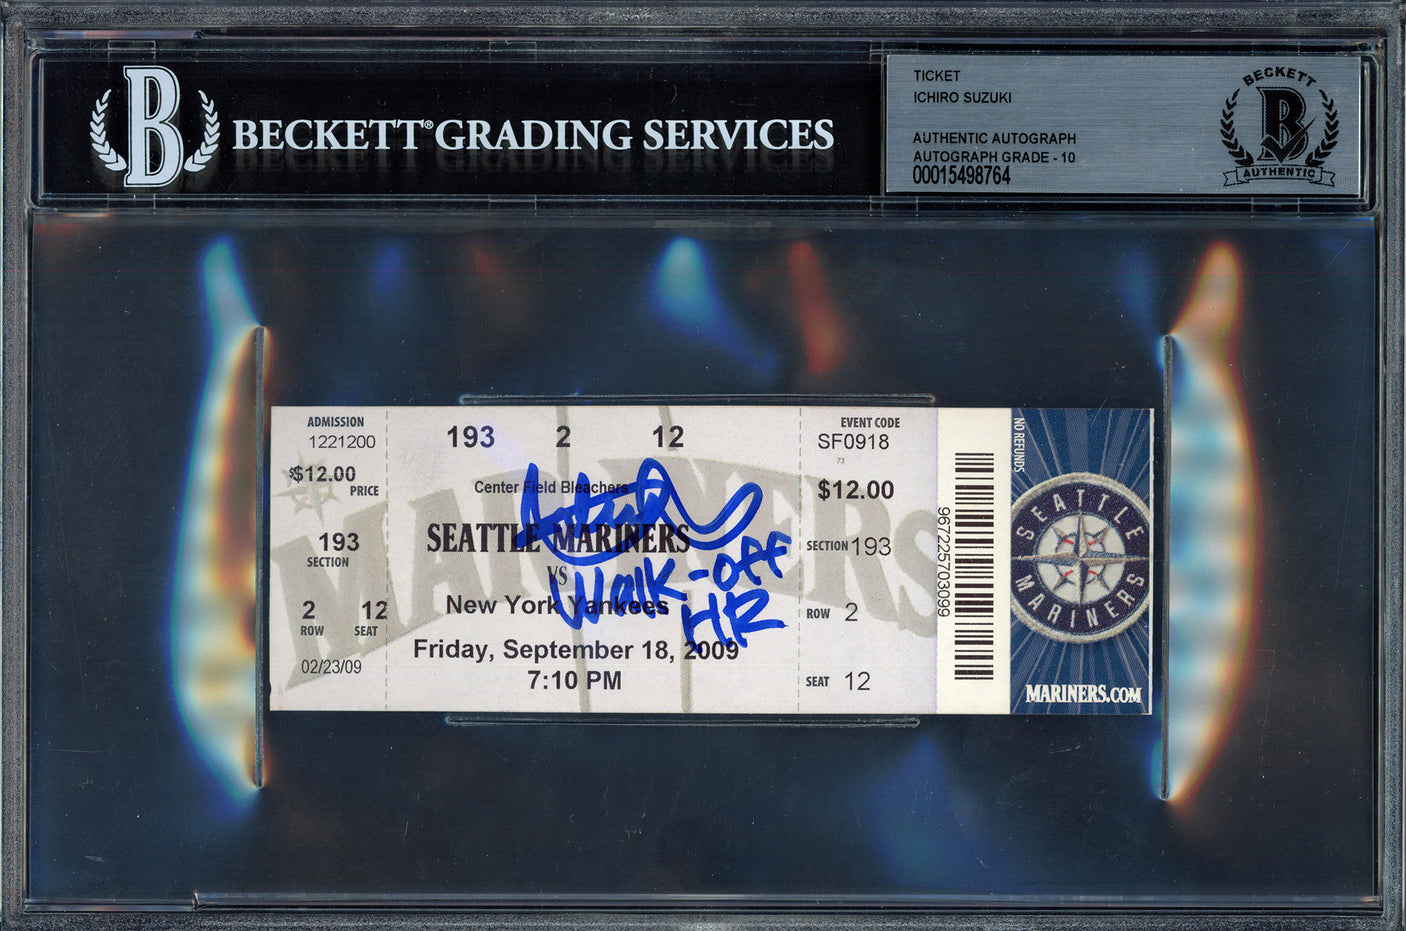 B
BECKETT® GRADING SERVICES
TICKET
ICHIRO SUZUKI
AUTHENTIC AUTOGRAPH
AUTOGRAPH GRADE - 10
00015498764
BECKETT
B
AUTHENTIC
ADMISSION
1221200
$12.00
PRICE
193
SECTION
2 12
ROW SEAT
02/23/09
MARINERS
193 2 12
Center Field Bleachers
SEATTLE MARINERS
VS
New York Yankees
Friday, September 18, 2009
7:10 PM
Walk-off
HR
EVENT CODE
SF0918
73
$12.00
SECTION 193
ROW 2
SEAT 12
967225703099
NO REFUNDS
SEATTLE
MARINERS
MARINERS.COM